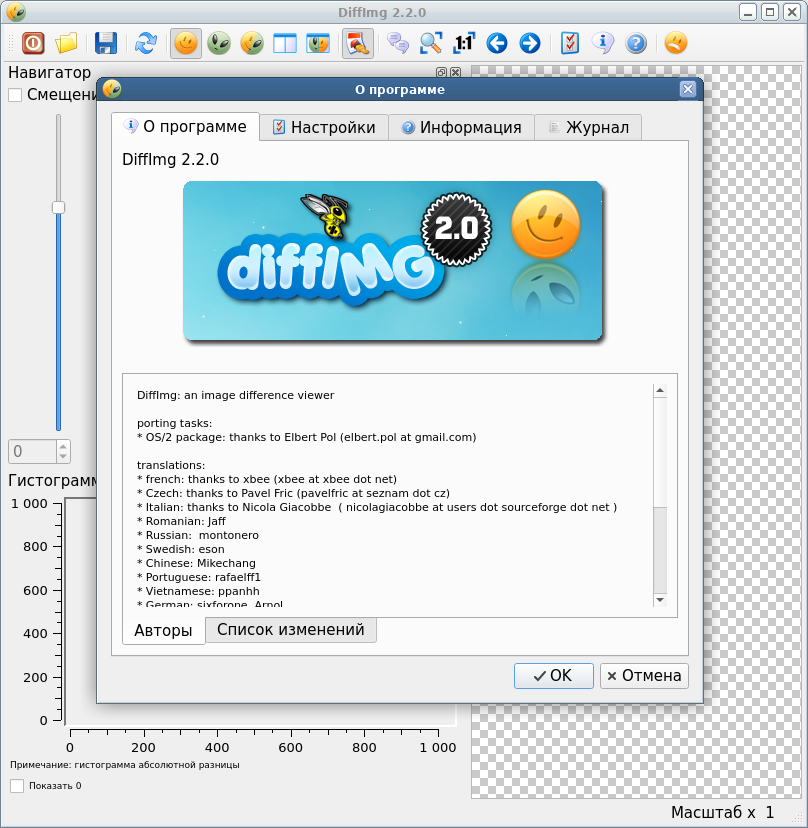 DiffImg 2.2.0
1:1
Навигатор
Смещени
0
Гистограмм
1 000
800
600
400
200
0
0 200 400 600 800 1 000
Примечание: гистограмма абсолютной разницы
Показать 0
Масштаб x 1
О программе
О программе Настройки Информация Журнал
DiffImg 2.2.0
diffIMG
2.0
DiffImg: an image difference viewer
porting tasks:
* OS/2 package: thanks to Elbert Pol (elbert.pol at gmail.com)
translations:
* french: thanks to xbee (xbee at xbee dot net)
* Czech: thanks to Pavel Fric (pavelfric at seznam dot cz)
* Italian: thanks to Nicola Giacobbe ( nicolagiacobbe at users dot sourceforge dot net )
* Romanian: Jaff
* Russian: montonero
* Swedish: eson
* Chinese: Mikechang
* Portuguese: rafaelff1
* Vietnamese: ppanhh
* German: sixforone, Arnol
Авторы Список изменений
OK Отмена